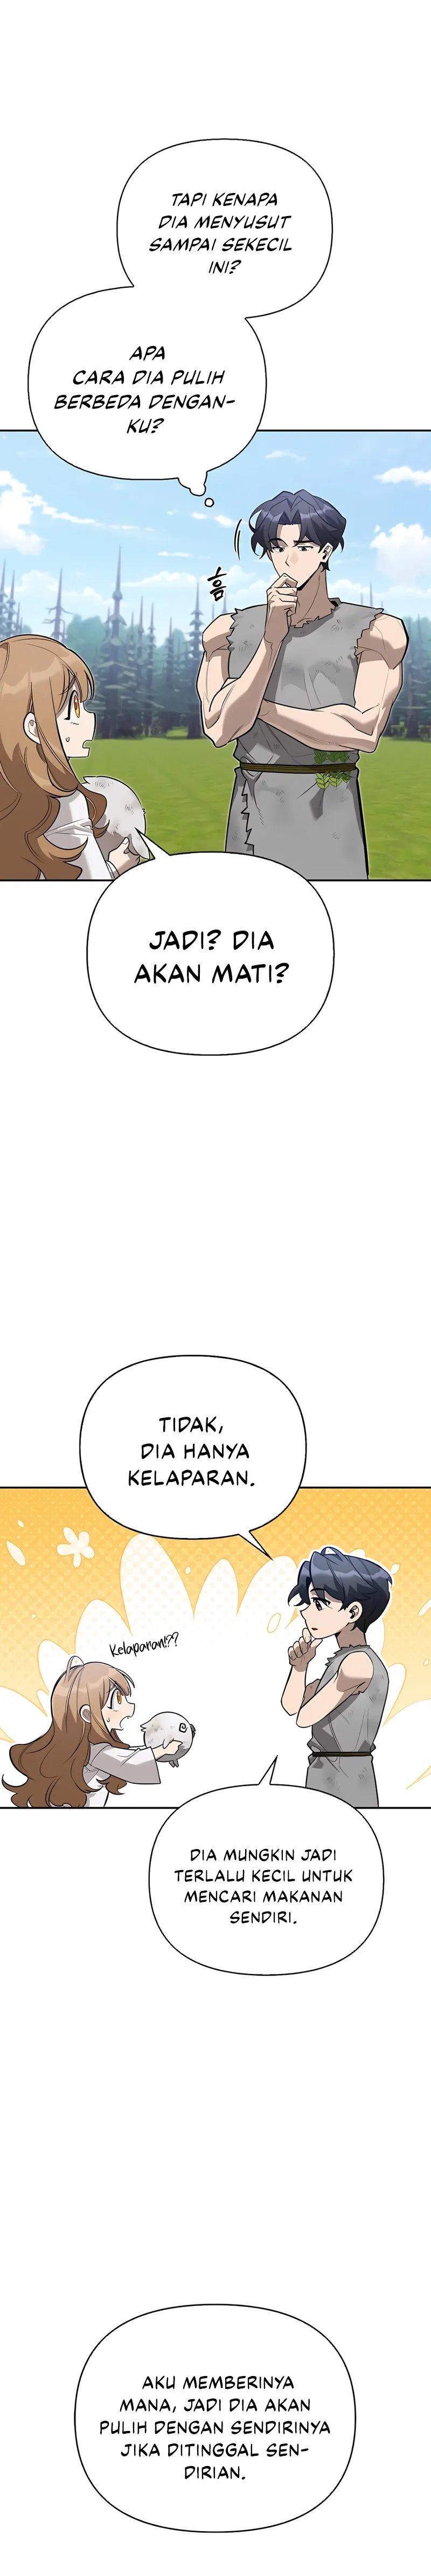 TAPI KENAPA
DIA MENYUSUT
SAMPAI SEKECIL
INI?
APA
CARA DIA PULIH
BERBEDA DENGAN-
KU?
흠
JADI? DIA
AKAN MATI?
TIDAK,
DIA HANYA
KELAPARAN.
Kelaparan!??
DIA MUNGKIN JADI
TERLALU KECIL UNTUK
MENCARI MAKANAN
SENDIRI.
AKU MEMBERINYA
MANA, JADI DIA AKAN
PULIH DENGAN SENDIRINYA
JIKA DITINGGAL SEN-
DIRIAN.